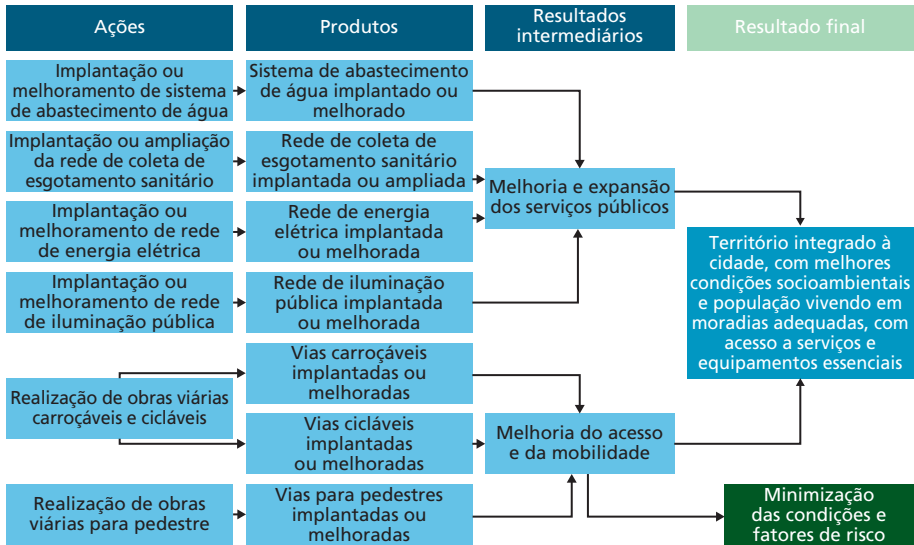 Ações
Produtos
Resultados
intermediários
Resultado final
Implantação ou
melhoramento de sistema
de abastecimento de água
Sistema de abastecimento
de água implantado ou
melhorado
Implantação ou ampliação
da rede de coleta de
esgotamento sanitário
Rede de coleta de
esgotamento sanitário
implantada ou ampliada
Melhoria e expansão
dos serviços públicos
Implantação ou
melhoramento de rede
de energia elétrica
Rede de energia
elétrica implantada
ou melhorada
Território integrado à
cidade, com melhores
condições socioambientais
e população vivendo em
moradias adequadas, com
acesso a serviços e
equipamentos essenciais
Implantação ou
melhoramento de rede
de iluminação pública
Rede de iluminação
pública implantada
ou melhorada
Realização de obras viárias
carroçáveis e cicláveis
Vias carroçáveis
implantadas ou
melhoradas
Vias cicláveis
implantadas
ou melhoradas
Melhoria do acesso
e da mobilidade
Realização de obras
viárias para pedestre
Vias para pedestres
implantadas ou
melhoradas
Minimização
das condições e
fatores de risco